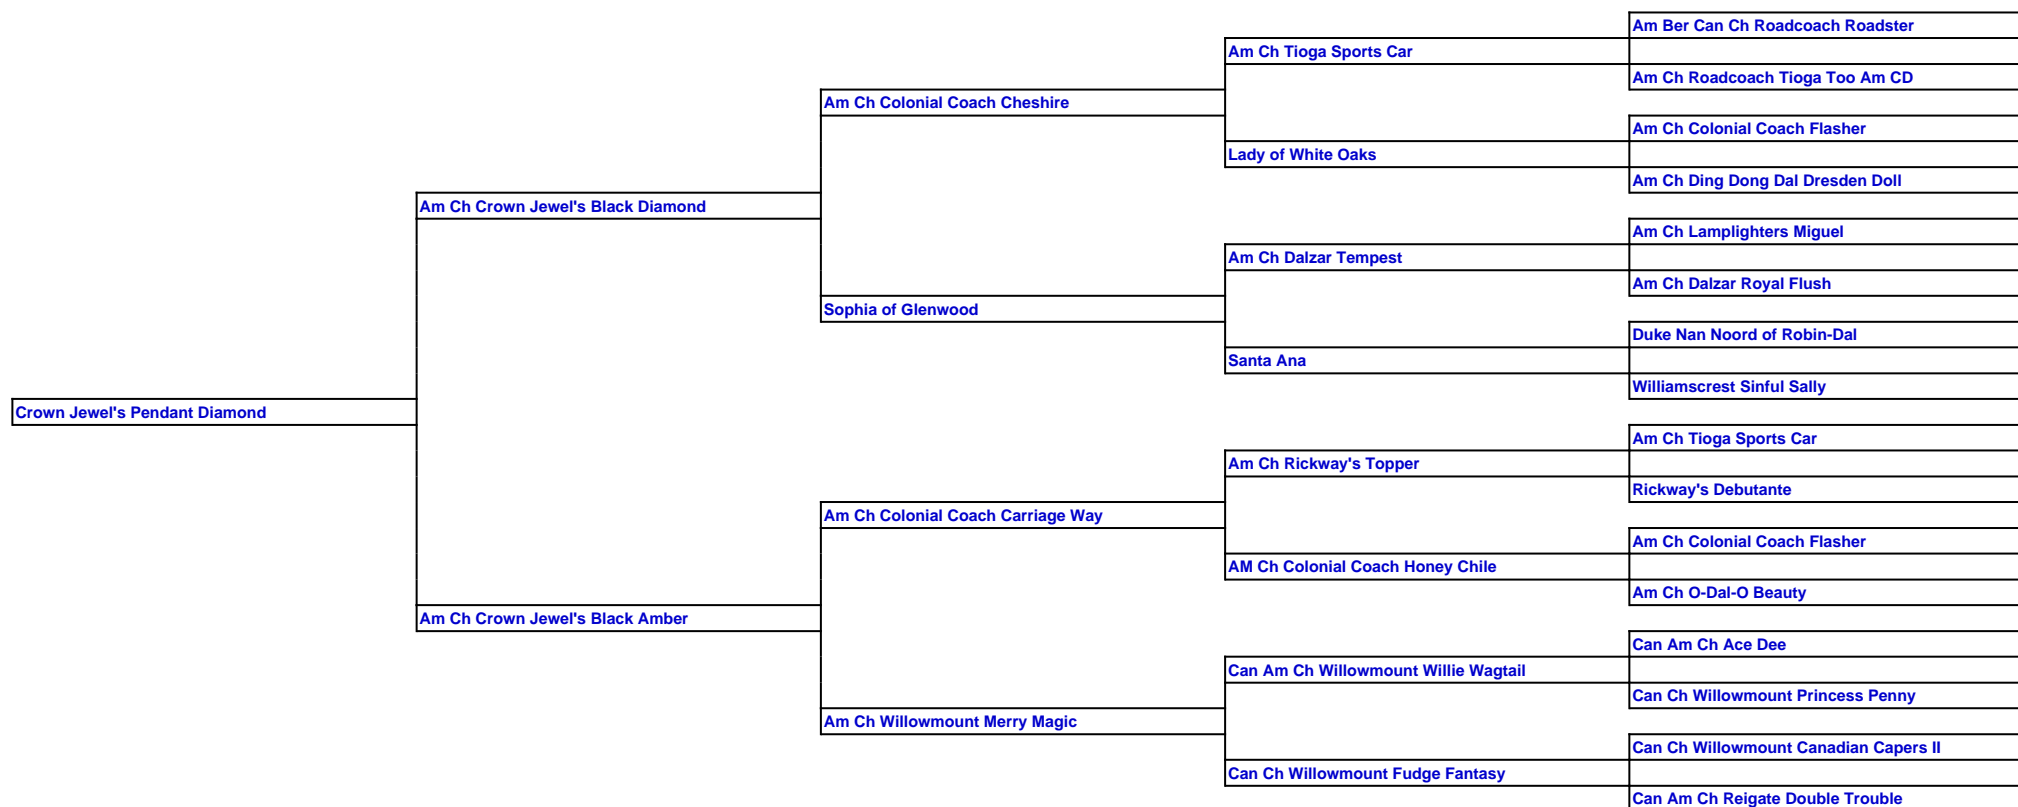 Am Ber Can Ch Roadcoach Roadster
Am Ch Tioga Sports Car
Am Ch Roadcoach Tioga Too Am CD
Am Ch Colonial Coach Cheshire
Am Ch Colonial Coach Flasher
Lady of White Oaks
Am Ch Ding Dong Dal Dresden Doll
Am Ch Crown Jewel's Black Diamond
Am Ch Lamplighters Miguel
Am Ch Dalzar Tempest
Am Ch Dalzar Royal Flush
Sophia of Glenwood
Duke Nan Noord of Robin-Dal
Santa Ana
Williamscrest Sinful Sally
Crown Jewel's Pendant Diamond
Am Ch Tioga Sports Car
Am Ch Rickway's Topper
Rickway's Debutante
Am Ch Colonial Coach Carriage Way
Am Ch Colonial Coach Flasher
AM Ch Colonial Coach Honey Chile
Am Ch O-Dal-O Beauty
Am Ch Crown Jewel's Black Amber
Can Am Ch Ace Dee
Can Am Ch Willowmount Willie Wagtail
Can Ch Willowmount Princess Penny
Am Ch Willowmount Merry Magic
Can Ch Willowmount Canadian Capers II
Can Ch Willowmount Fudge Fantasy
Can Am Ch Reigate Double Trouble